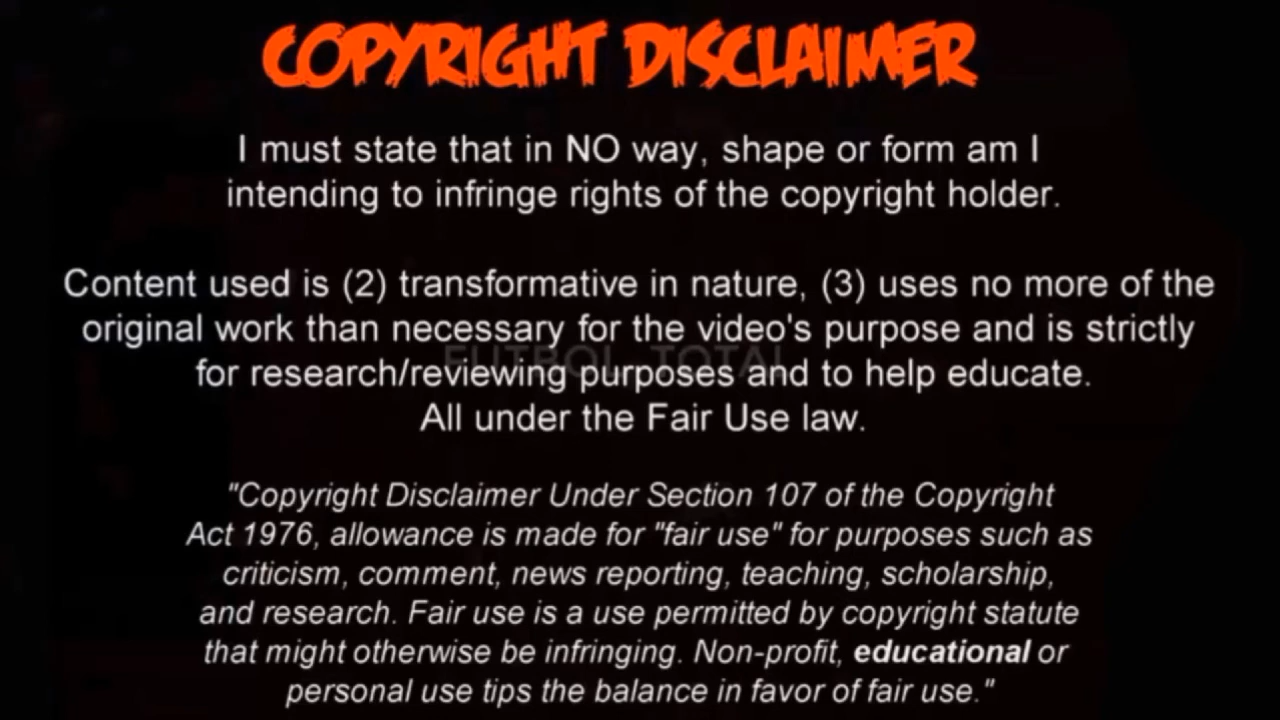 COPYRIGHT DISCLAIMER
I must state that in NO way, shape or form am I
intending to infringe rights of the copyright holder.
Content used is (2) transformative in nature, (3) uses no more of the
original work than necessary for the video's purpose and is strictly
FUTBOL TOTAL
for research/reviewing purposes and to help educate.
All under the Fair Use law.
"Copyright Disclaimer Under Section 107 of the Copyright
Act 1976, allowance is made for "fair use" for purposes such as
criticism, comment, news reporting, teaching, scholarship,
and research. Fair use is a use permitted by copyright statute
that might otherwise be infringing. Non-profit, educational or
personal use tips the balance in favor of fair use."